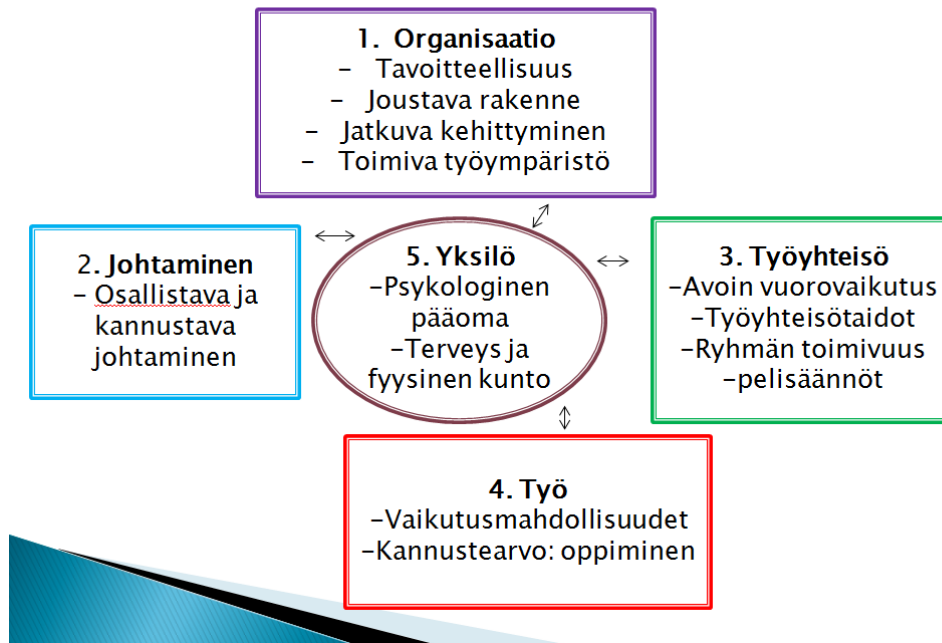 1. Organisaatio
– Tavoitteellisuus
– Joustava rakenne
– Jatkuva kehittyminen
– Toimiva työympäristö
2. Johtaminen
– Osallistava ja
kannustava
johtaminen
5. Yksilö
–Psykologinen
pääoma
–Terveys ja
fyysinen kunto
3. Työyhteisö
–Avoin vuorovaikutus
–Työyhteisötaidot
–Ryhmän toimivuus
–pelisäännöt
4. Työ
–Vaikutusmahdollisuudet
–Kannustearvo: oppiminen